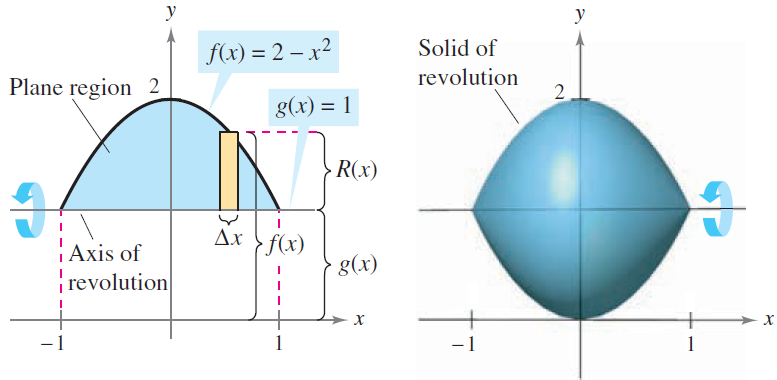 y
f(x) = 2 – x²
Plane region
2
g(x) = 1
R(x)
Δx
f(x)
g(x)
Axis of
revolution
x
–1
1
y
Solid of
revolution
2
x
–1
1